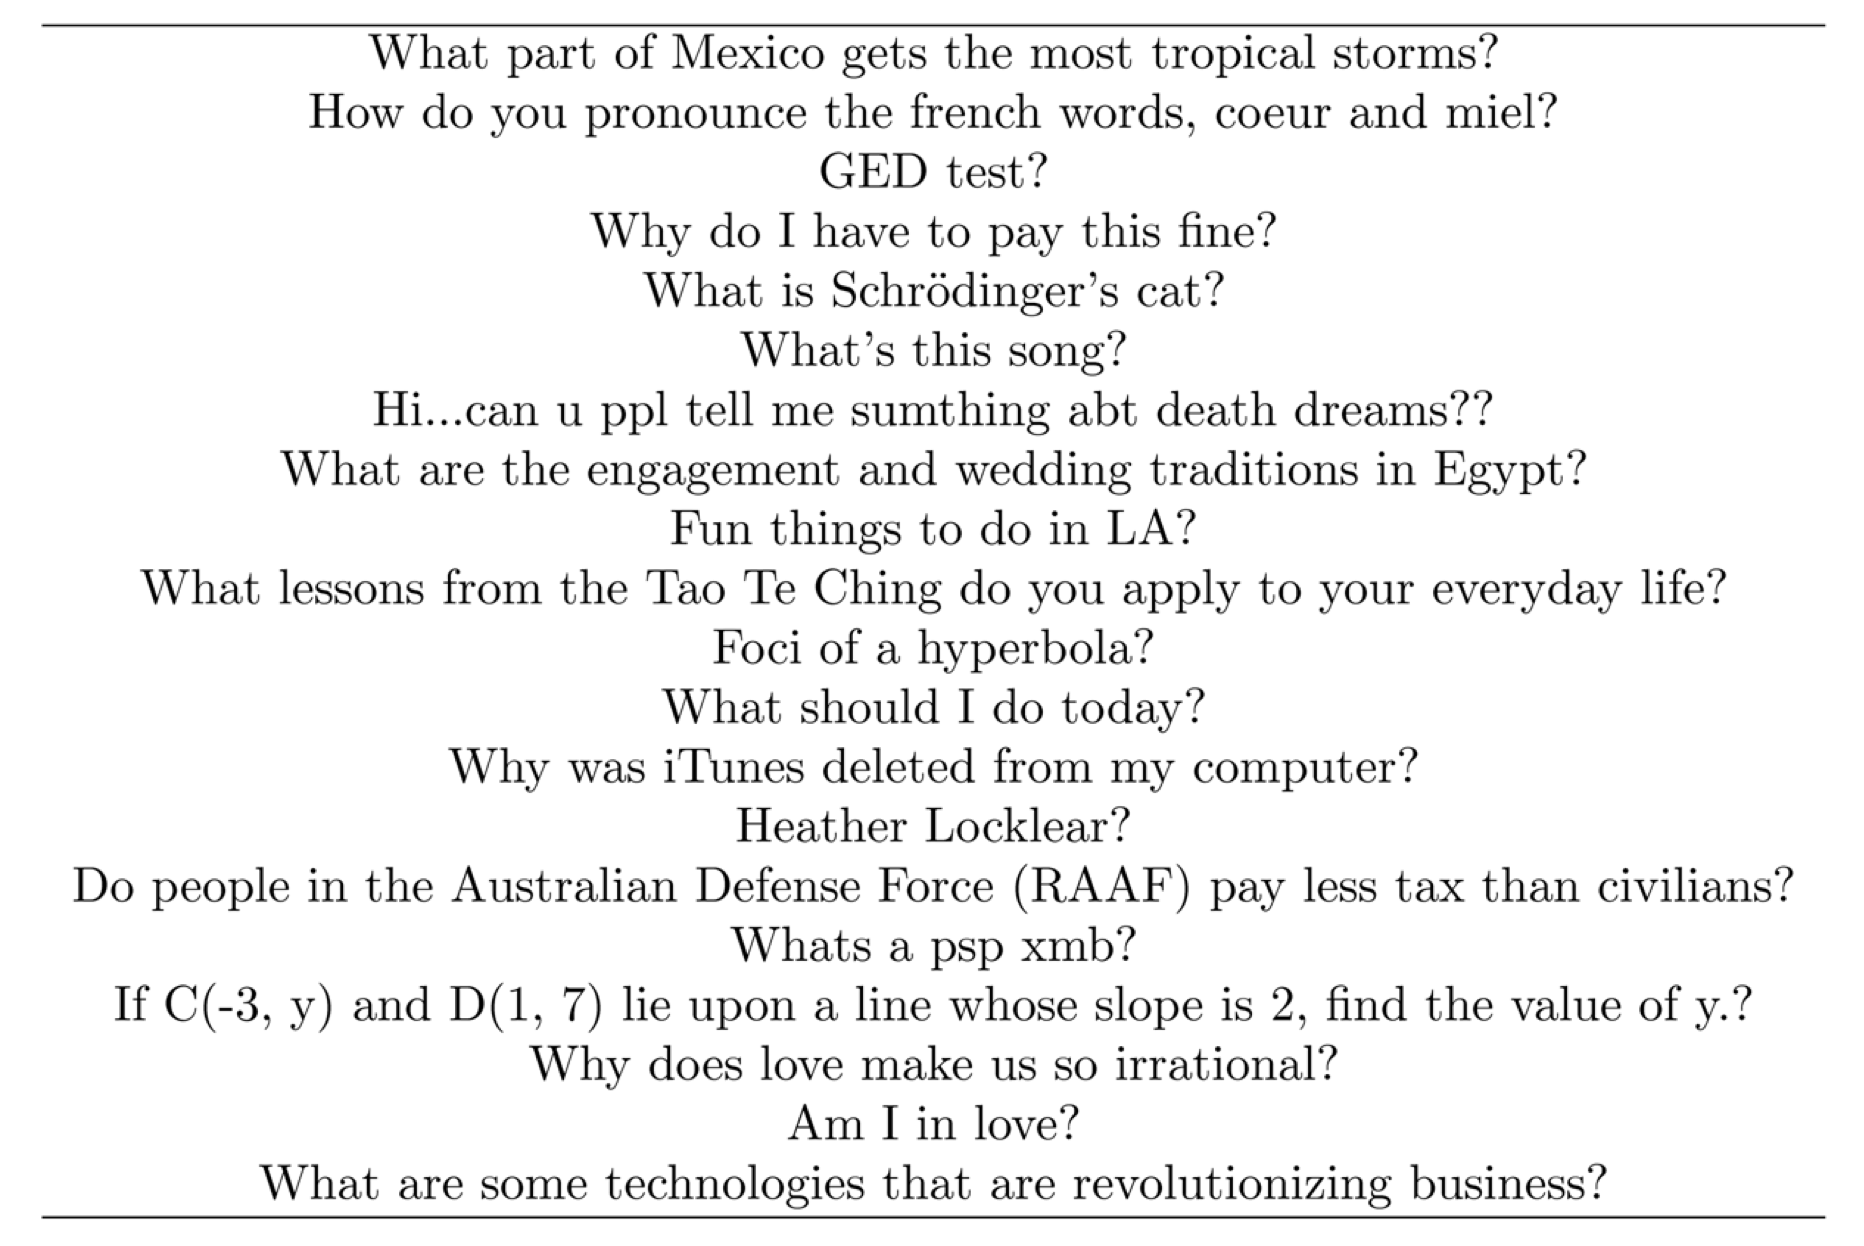 What part of Mexico gets the most tropical storms?
How do you pronounce the french words, coeur and miel?
GED test?
Why do I have to pay this fine?
What is Schrödinger's cat?
What's this song?
Hi...can u ppl tell me sumthing abt death dreams??
What are the engagement and wedding traditions in Egypt?
Fun things to do in LA?
What lessons from the Tao Te Ching do you apply to your everyday life?
Foci of a hyperbola?
What should I do today?
Why was iTunes deleted from my computer?
Heather Locklear?
Do people in the Australian Defense Force (RAAF) pay less tax than civilians?
Whats a psp xmb?
If C(-3, y) and D(1, 7) lie upon a line whose slope is 2, find the value of y.?
Why does love make us so irrational?
Am I in love?
What are some technologies that are revolutionizing business?